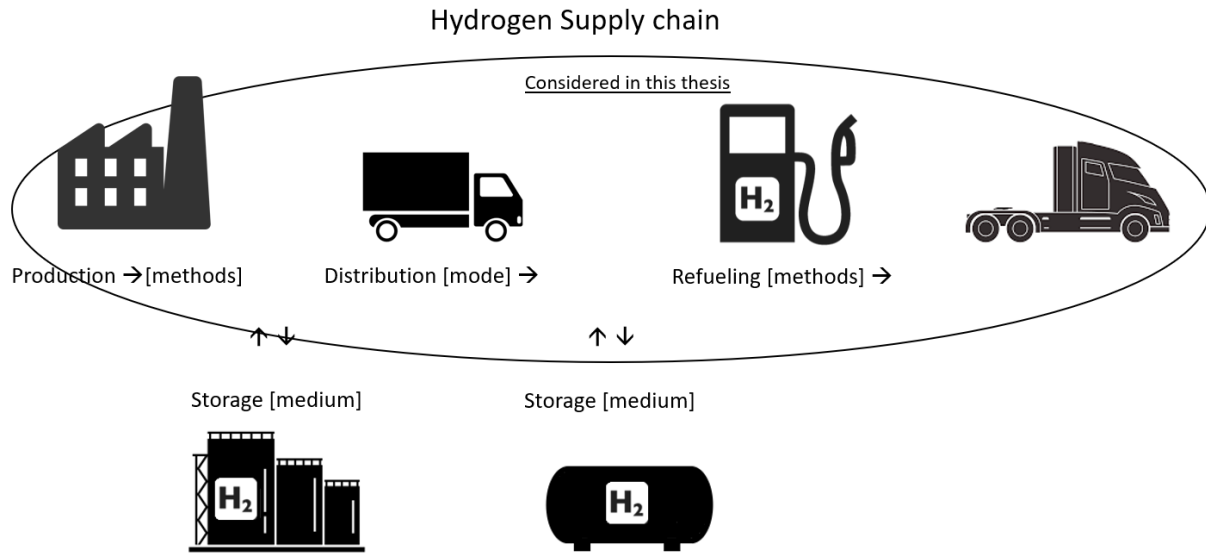 Hydrogen Supply chain
Considered in this thesis
H₂
Production →[methods]
Distribution [mode] →
Refueling [methods] →
↑ ↓
↑ ↓
Storage [medium]
Storage [medium]
H₂
H₂